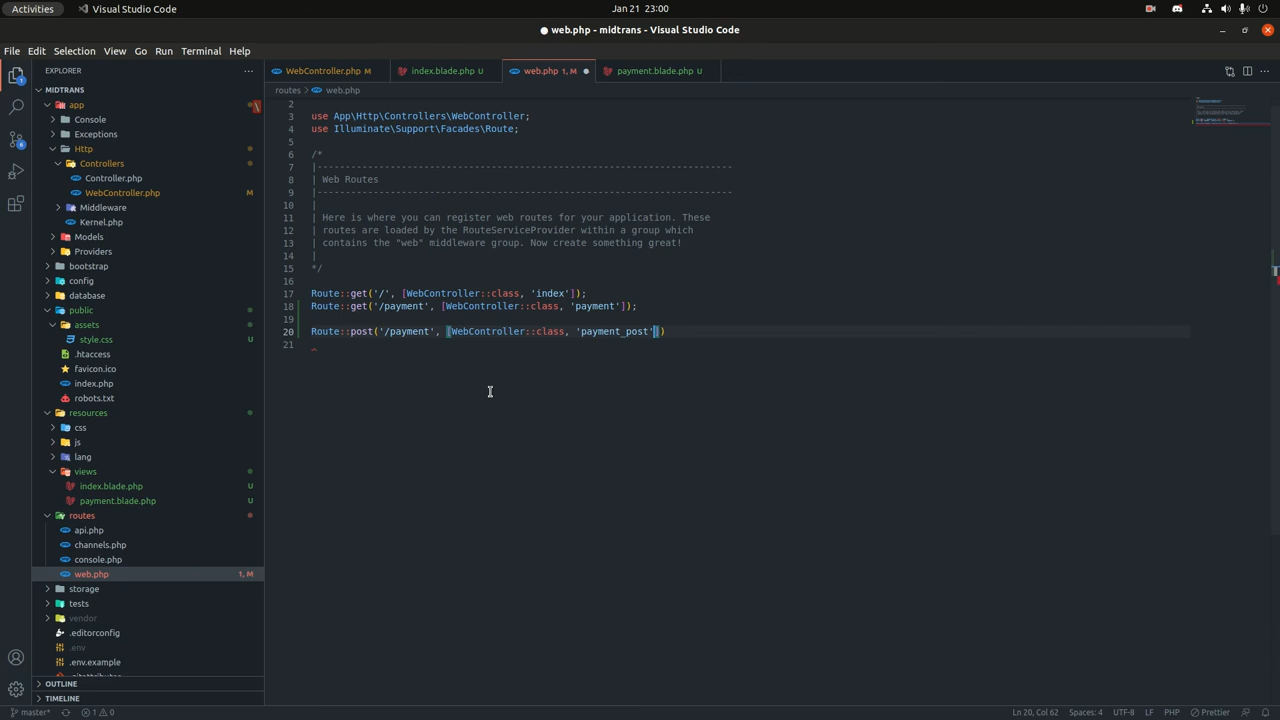 Activities
Visual Studio Code
Jan 21 23:00
web.php - midtrans - Visual Studio Code
File Edit Selection View Go Run Terminal Help
EXPLORER
WebController.php M
index.blade.php U
web.php 1, M
payment.blade.php U
routes > web.php
MIDTRANS
app
Console
Exceptions
Http
Controllers
Controller.php
WebController.php M
Middleware
Kernel.php
Models
Providers
bootstrap
config
database
public
assets
style.css U
.htaccess
favicon.ico
index.php
robots.txt
resources
css
js
lang
views
index.blade.php U
payment.blade.php U
routes
api.php
channels.php
console.php
web.php 1, M
storage
tests
vendor
.editorconfig
.env
.env.example
OUTLINE
TIMELINE
2
3 use App\Http\Controllers\WebController;
4 use Illuminate\Support\Facades\Route;
5
6 /*
7 |--------------------------------------------------------------------------
8 | Web Routes
9 |--------------------------------------------------------------------------
10 |
11 | Here is where you can register web routes for your application. These
12 | routes are loaded by the RouteServiceProvider within a group which
13 | contains the "web" middleware group. Now create something great!
14 |
15 */
16
17 Route::get('/', [WebController::class, 'index']);
18 Route::get('/payment', [WebController::class, 'payment']);
19
20 Route::post('/payment', [WebController::class, 'payment_post'])
21
master* 1 0
Ln 20, Col 62 Spaces: 4 UTF-8 LF PHP Prettier